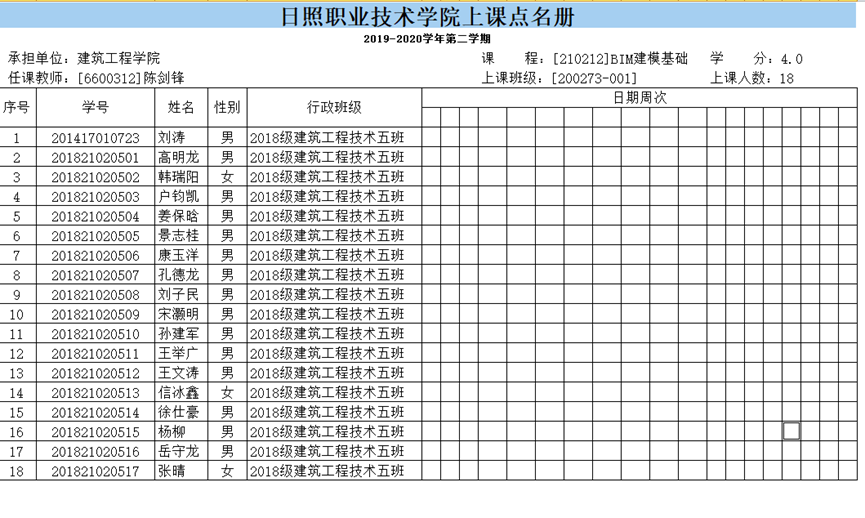 日照职业技术学院上课点名册
2019-2020学年第二学期
承担单位: 建筑工程学院 课 程: [210212]BIM建模基础 学 分: 4.0
任课教师: [6600312]陈剑锋 上课班级: [200273-001] 上课人数: 18
序号 学号 姓名 性别 行政班级 日期周次
1 201417010723 刘涛 男 2018级建筑工程技术五班
2 201821020501 高明龙 男 2018级建筑工程技术五班
3 201821020502 韩瑞阳 女 2018级建筑工程技术五班
4 201821020503 户钧凯 男 2018级建筑工程技术五班
5 201821020504 姜保晗 男 2018级建筑工程技术五班
6 201821020505 景志桂 男 2018级建筑工程技术五班
7 201821020506 康玉洋 男 2018级建筑工程技术五班
8 201821020507 孔德龙 男 2018级建筑工程技术五班
9 201821020508 刘子民 男 2018级建筑工程技术五班
10 201821020509 宋灏明 男 2018级建筑工程技术五班
11 201821020510 孙建军 男 2018级建筑工程技术五班
12 201821020511 王举广 男 2018级建筑工程技术五班
13 201821020512 王文涛 男 2018级建筑工程技术五班
14 201821020513 信冰鑫 女 2018级建筑工程技术五班
15 201821020514 徐仕豪 男 2018级建筑工程技术五班
16 201821020515 杨柳 男 2018级建筑工程技术五班
17 201821020516 岳守龙 男 2018级建筑工程技术五班
18 201821020517 张晴 女 2018级建筑工程技术五班